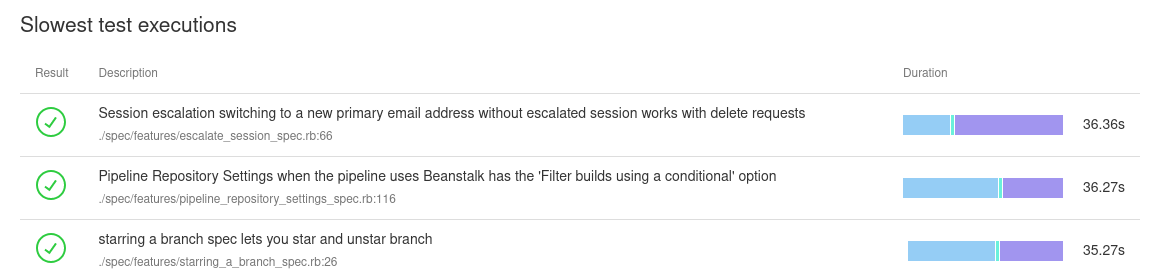 Slowest test executions
Result Description Duration
Session escalation switching to a new primary email address without escalated session works with delete requests
./spec/features/escalate_session_spec.rb:66
36.36s
Pipeline Repository Settings when the pipeline uses Beanstalk has the 'Filter builds using a conditional' option
./spec/features/pipeline_repository_settings_spec.rb:116
36.27s
starring a branch spec lets you star and unstar branch
./spec/features/starring_a_branch_spec.rb:26
35.27s